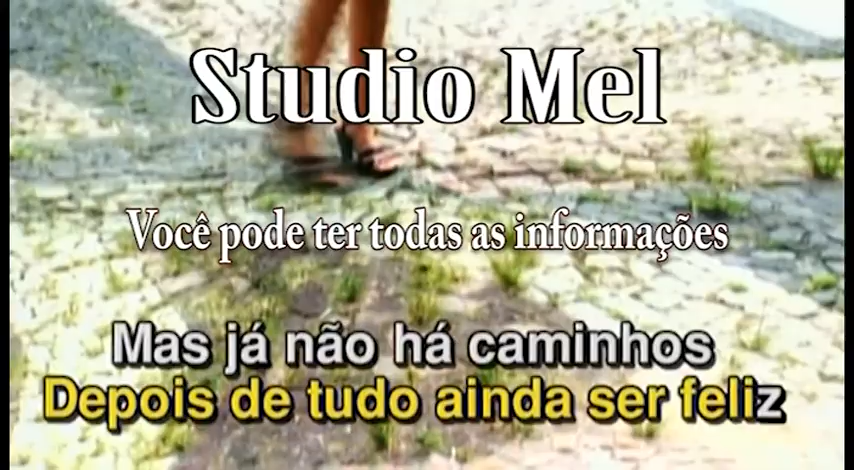 Studio Mel
Você pode ter todas as informações
Mas já não há caminhos
Depois de tudo ainda ser feliz